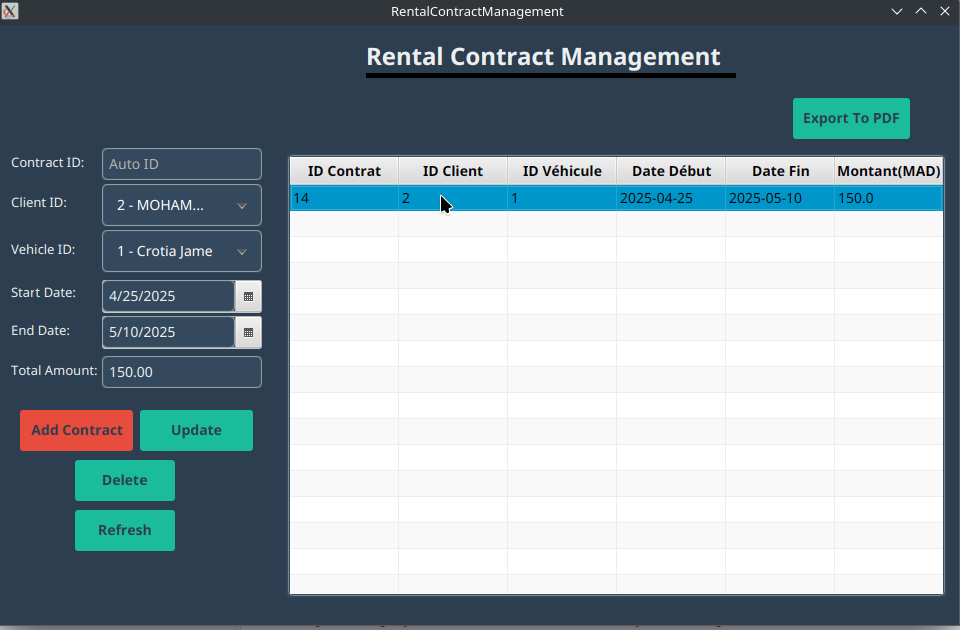 RentalContractManagement
Rental Contract Management
Export To PDF
Contract ID: Auto ID
Client ID: 2 - MOHAM...
Vehicle ID: 1 - Crotia Jame
Start Date: 4/25/2025
End Date: 5/10/2025
Total Amount: 150.00
Add Contract Update
Delete
Refresh
ID Contrat ID Client ID Véhicule Date Début Date Fin Montant(MAD)
14 2 1 2025-04-25 2025-05-10 150.0